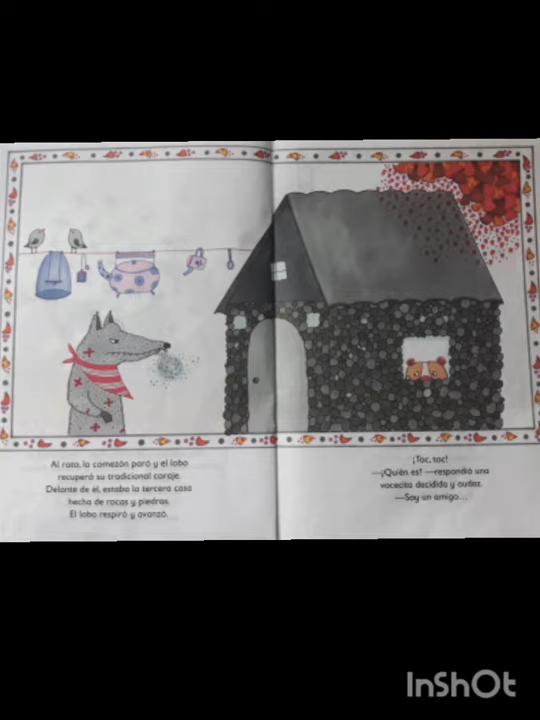 Al rato, la comezón paró y el lobo
recuperó su tradicional coraje.
Delante de él, estaba la tercera casa
hecha de rocas y piedras.
El lobo respiró y avanzó.
¡Toc, toc!
—¿Quién es? —respondió una
vocecita decidida y audaz.
—Soy un amigo...
InShOt